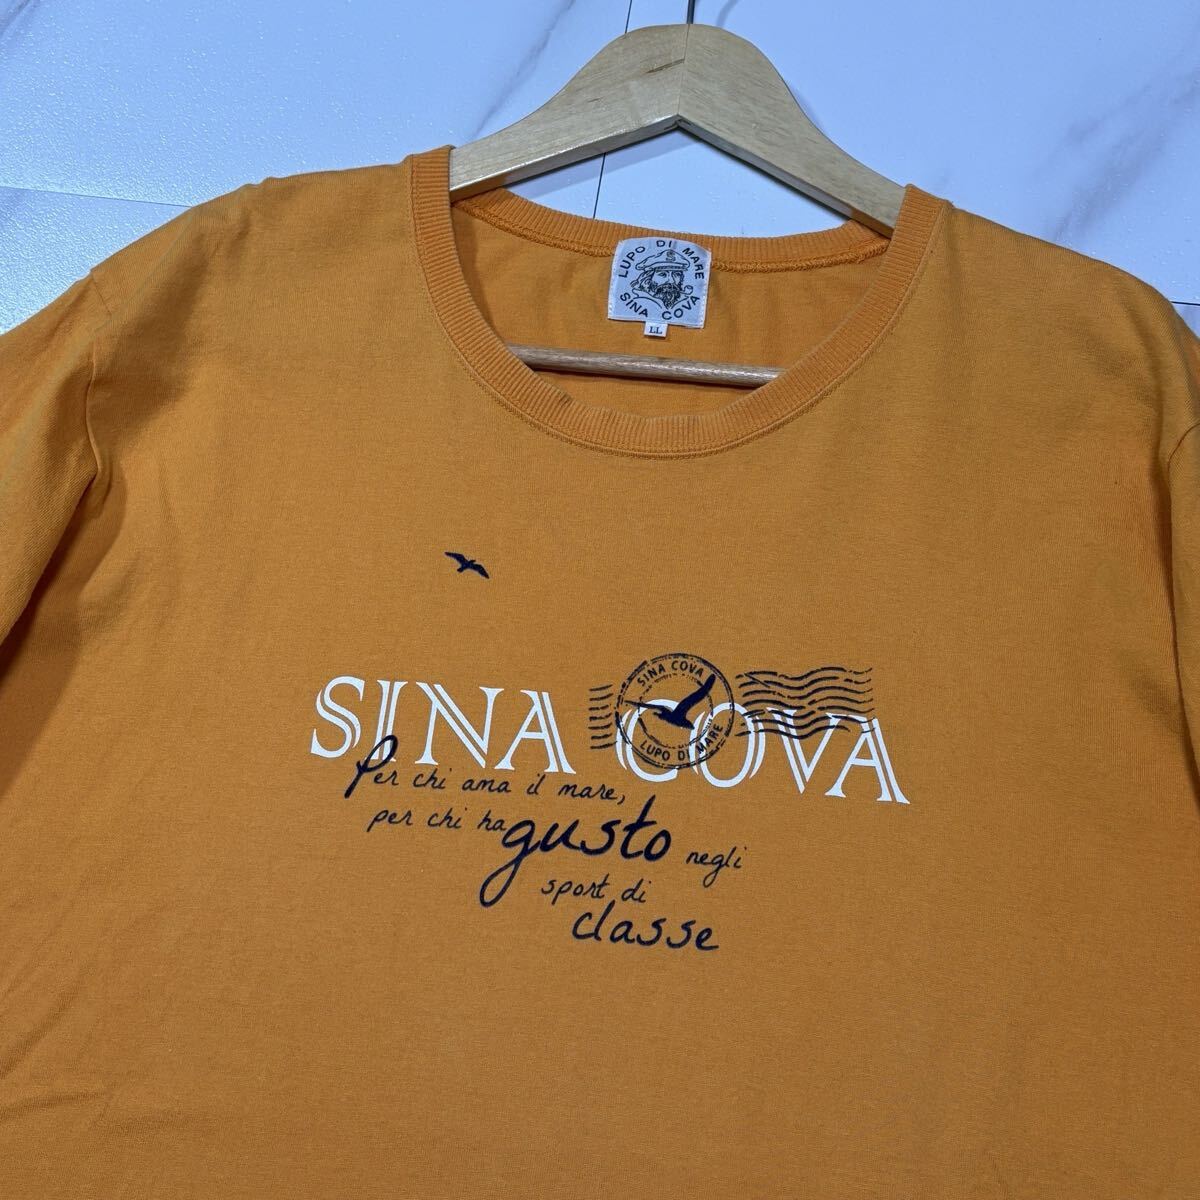 LUPO DI MARE
SINA COVA
LL
SINA COVA
SINA COVA
LUPO DI MARE
Per chi ama il mare,
per chi ha gusto negli
sport di
classe